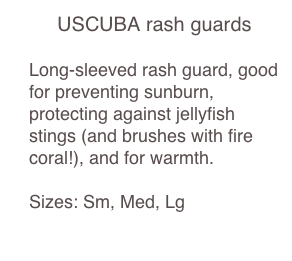 USCUBA rash guards
Long-sleeved rash guard, good
for preventing sunburn,
protecting against jellyfish
stings (and brushes with fire
coral!), and for warmth.
Sizes: Sm, Med, Lg